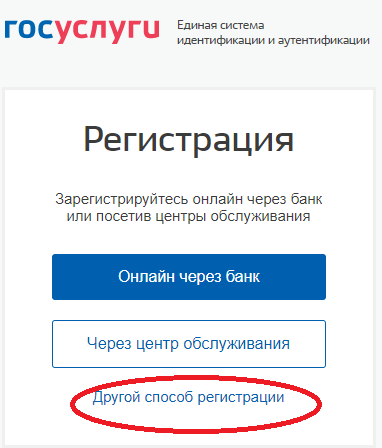 госуслуги
Единая система
идентификации и аутентификации
Регистрация
Зарегистрируйтесь онлайн через банк
или посетив центры обслуживания
Онлайн через банк
Через центр обслуживания
Другой способ регистрации